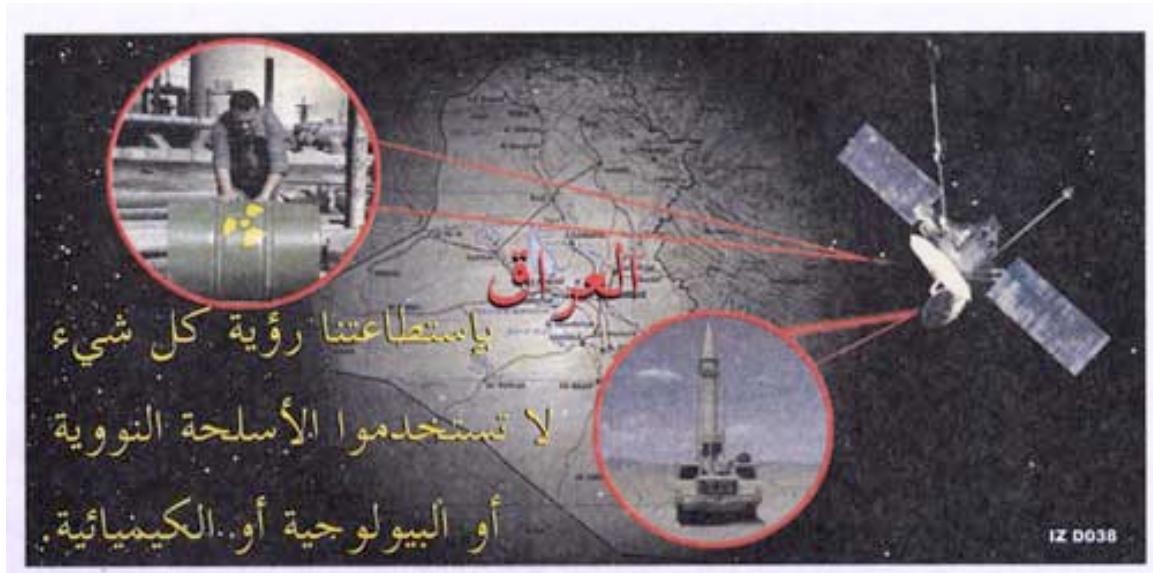 العراق
بإستطاعتنا رؤية كل شيء
لا تستخدموا الأسلحة النووية
أو البيولوجية أو الكيميائية.
IZ D038